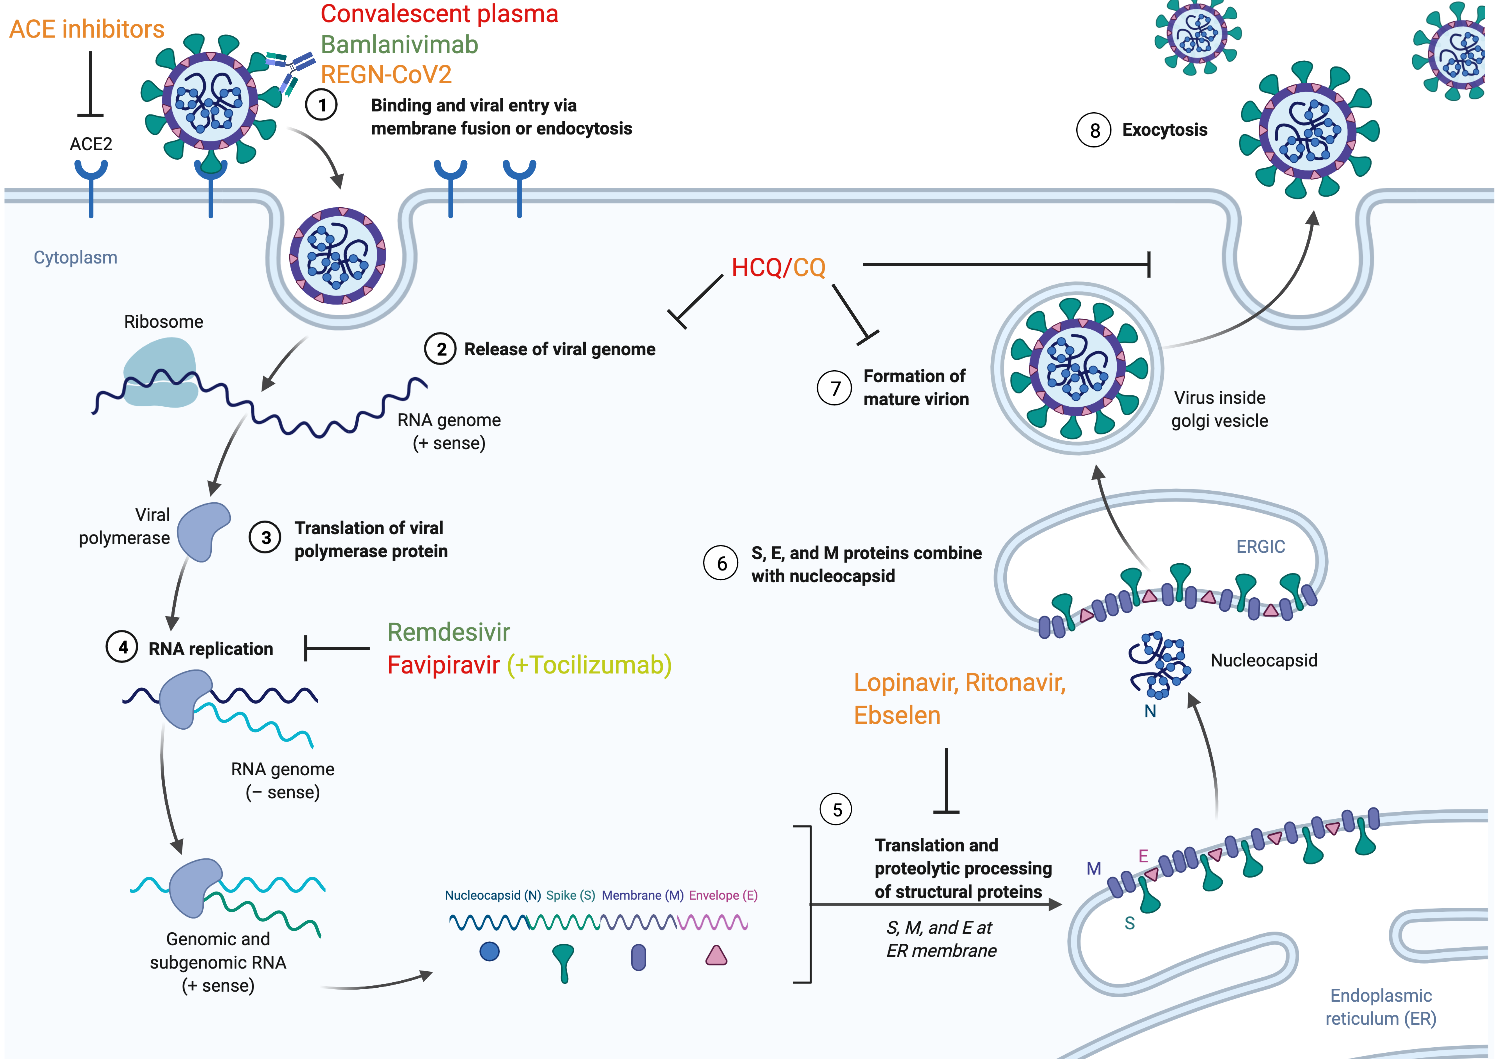 ACE inhibitors
Convalescent plasma
Bamlanivimab
REGN-CoV2
1
Binding and viral entry via
membrane fusion or endocytosis
ACE2
8
Exocytosis
Cytoplasm
HCQ/CQ
Ribosome
2
Release of viral genome
RNA genome
(+ sense)
7
Formation of
mature virion
Virus inside
golgi vesicle
Viral
polymerase
3
Translation of viral
polymerase protein
6
S, E, and M proteins combine
with nucleocapsid
ERGIC
4
RNA replication
Remdesivir
Favipiravir (+Tocilizumab)
Nucleocapsid
N
Lopinavir, Ritonavir,
Ebselen
RNA genome
(– sense)
5
Translation and
proteolytic processing
of structural proteins
S, M, and E at
ER membrane
M
E
S
Nucleocapsid (N) Spike (S) Membrane (M) Envelope (E)
Genomic and
subgenomic RNA
(+ sense)
Endoplasmic
reticulum (ER)